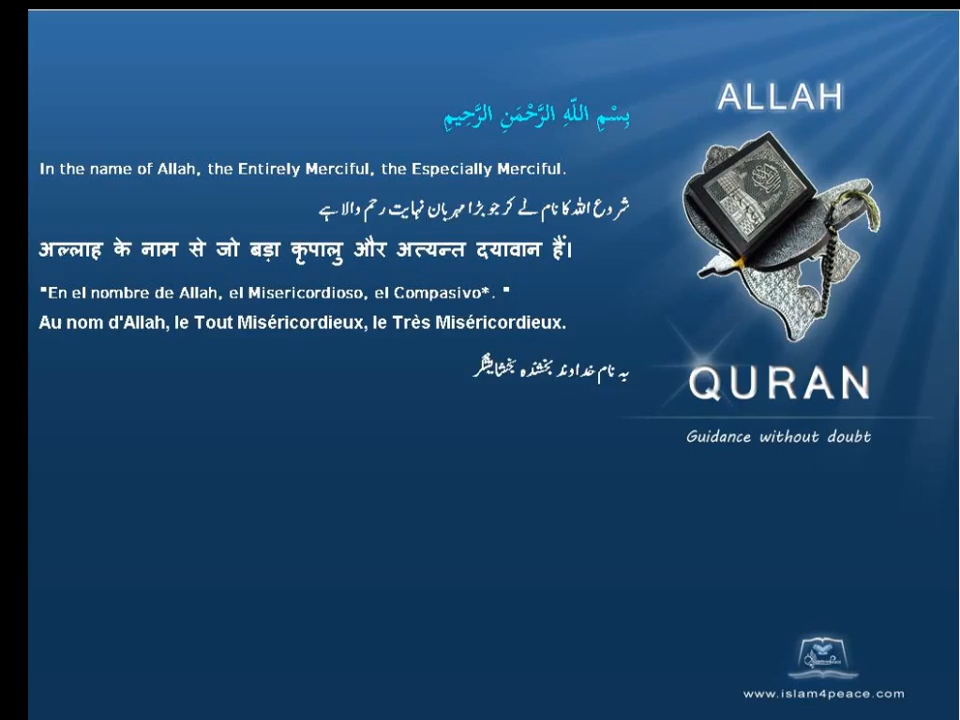 بِسْمِ اللَّهِ الرَّحْمَنِ الرَّحِيمِ
In the name of Allah, the Entirely Merciful, the Especially Merciful.
شروع الله کا نام لے کر جو بڑا مہربان نہایت رحم والا ہے
अल्लाह के नाम से जो बड़ा कृपालु और अत्यन्त दयावान हैं।
"En el nombre de Allah, el Misericordioso, el Compasivo*. "
Au nom d'Allah, le Tout Miséricordieux, le Très Miséricordieux.
به نام خداوند بخشنده بخشایشگر
ALLAH
QURAN
Guidance without doubt
www.islam4peace.com